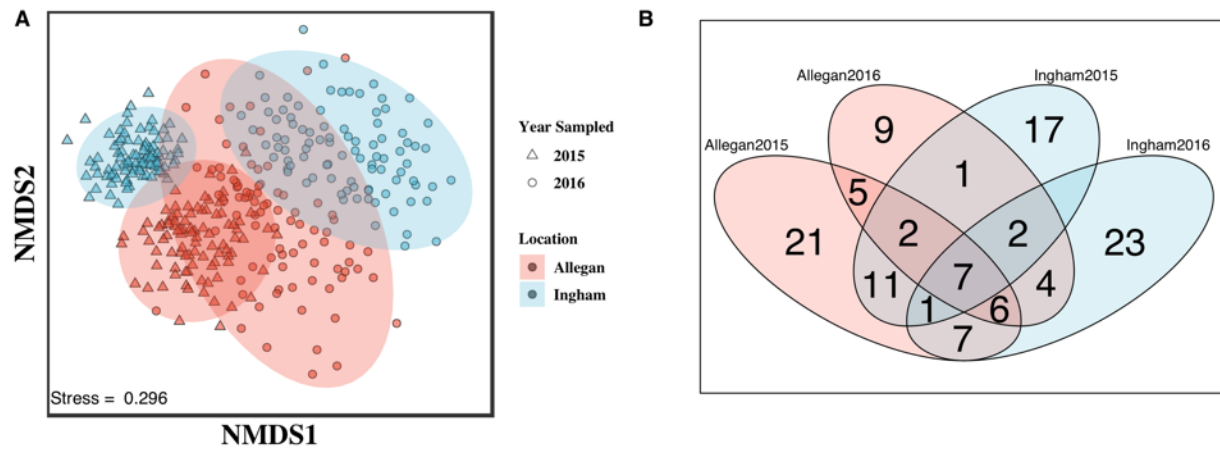 A
NMDS2
Stress = 0.296
NMDS1
Year Sampled
2015
2016
Location
Allegan
Ingham
B
Allegan2016
Ingham2015
Allegan2015
Ingham2016
9
17
1
5
21
2
2
23
11
7
4
1
6
7